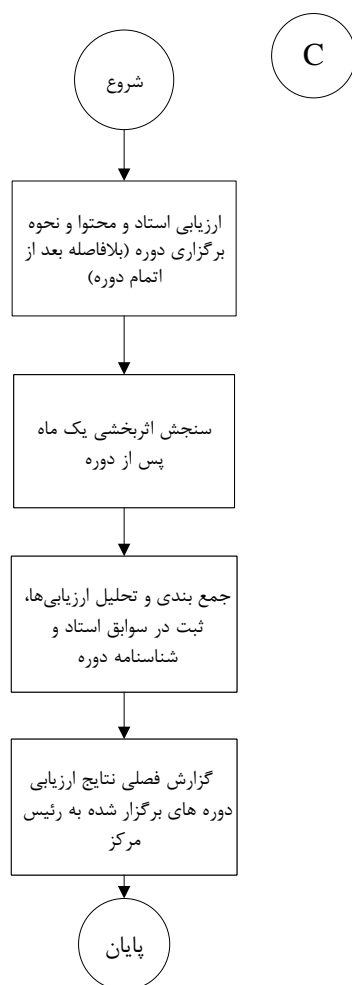 C
شروع
ارزیابی استاد و محتوا و نحوه
برگزاری دوره (بلافاصله بعد از
اتمام دوره)
سنجش اثربخشی یک ماه
پس از دوره
جمع بندی و تحلیل ارزیابی‌ها،
ثبت در سوابق استاد و
شناسنامه دوره
گزارش فصلی نتایج ارزیابی
دوره های برگزار شده به رئیس
مرکز
پایان